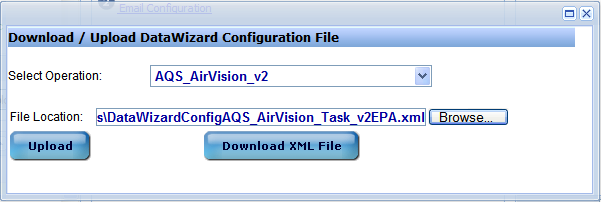 Email Configuration
Download / Upload DataWizard Configuration File
Select Operation: AQS_AirVision_v2
File Location: s\DataWizardConfigAQS_AirVision_Task_v2EPA.xml Browse...
Upload Download XML File